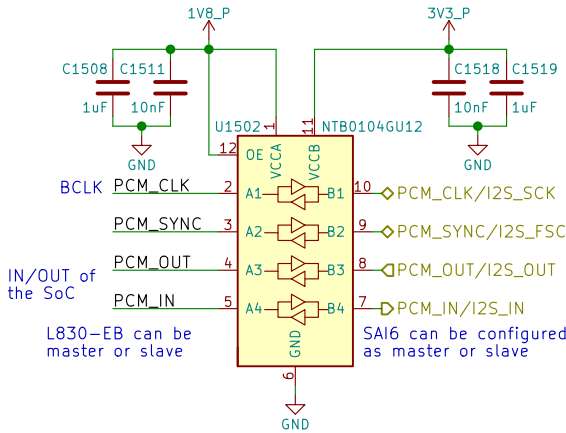 1V8_P
3V3_P
C1508
C1511
C1518
C1519
1uF
10nF
10nF
1uF
GND
GND
U1502
NTB0104GU12
1
11
VCCA
VCCB
12
OE
BCLK
PCM_CLK
2
A1
B1
10
PCM_CLK/I2S_SCK
PCM_SYNC
3
A2
B2
9
PCM_SYNC/I2S_FSC
IN/OUT of
the SoC
PCM_OUT
4
A3
B3
8
PCM_OUT/I2S_OUT
PCM_IN
5
A4
B4
7
PCM_IN/I2S_IN
L830-EB can be
master or slave
GND
6
SAI6 can be configured
as master or slave
GND